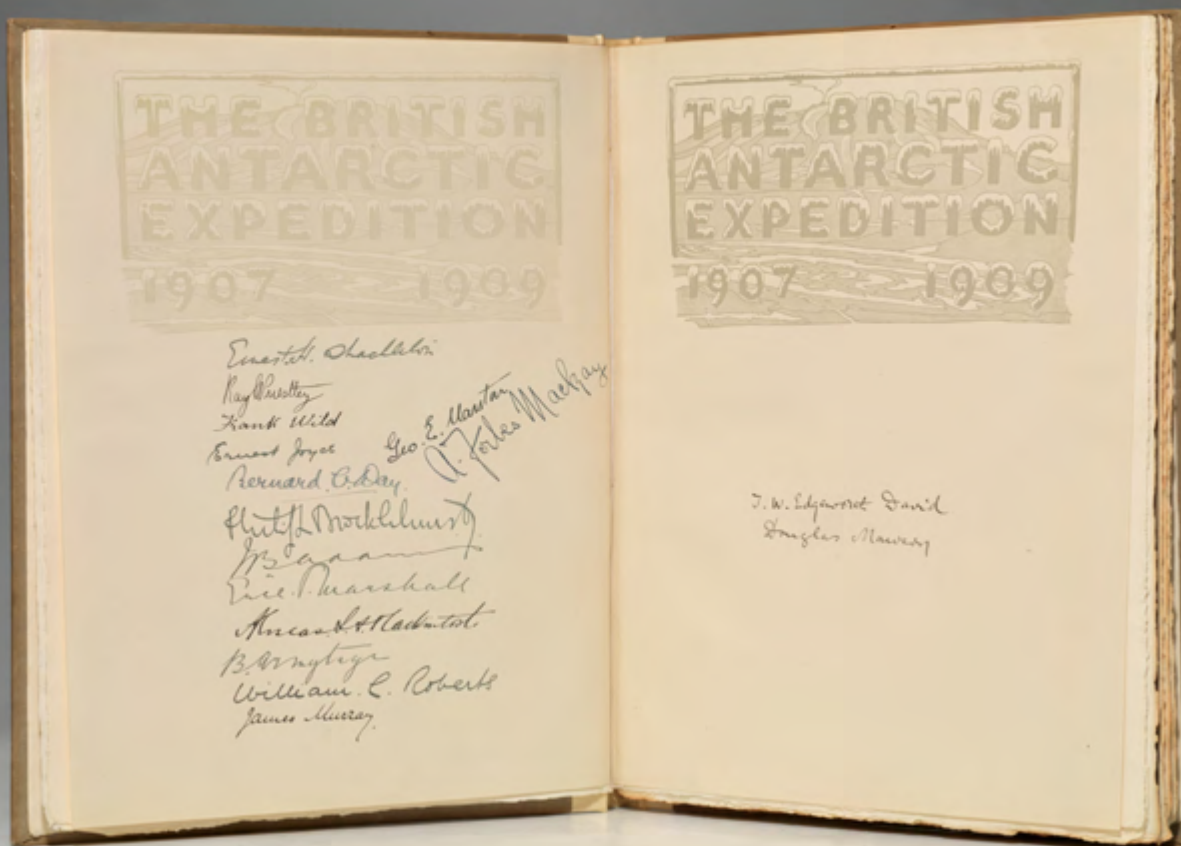 THE BRITISH
ANTARCTIC
EXPEDITION
1907 1909
Ernest H. Shackleton
Raymond Priestley
Frank Wild
Ernest Joyce
Geo. E. Marston
A. Forbes Mackay
Bernard C. Day.
Philip L Brocklehurst
Eric S. Marshall
Aeneas L. A. Mackintosh
B. Armytage
William. C. Roberts
James Murray
THE BRITISH
ANTARCTIC
EXPEDITION
1907 1909
T. W. Edgeworth David
Douglas Mawson